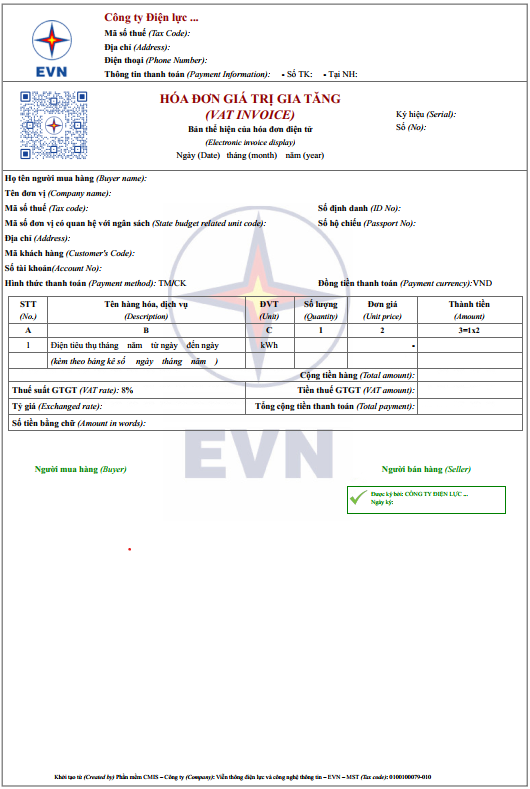 Công ty Điện lực ...
Mã số thuế (Tax Code):
Địa chỉ (Address):
Điện thoại (Phone Number):
Thông tin thanh toán (Payment Information): • Số TK: • Tại NH:
EVN
HÓA ĐƠN GIÁ TRỊ GIA TĂNG
(VAT INVOICE)
Bản thể hiện của hóa đơn điện tử
(Electronic invoice display)
Ngày (Date) tháng (month) năm (year)
Ký hiệu (Serial):
Số (No):
Họ tên người mua hàng (Buyer name):
Tên đơn vị (Company name):
Mã số thuế (Tax code): Số định danh (ID No):
Mã số đơn vị có quan hệ với ngân sách (State budget related unit code): Số hộ chiếu (Passport No):
Địa chỉ (Address):
Mã khách hàng (Customer's Code):
Số tài khoản(Account No):
Hình thức thanh toán (Payment method): TM/CK Đồng tiền thanh toán (Payment currency):VND
STT Tên hàng hóa, dịch vụ ĐVT Số lượng Đơn giá Thành tiền
(No.) (Description) (Unit) (Quantity) (Unit price) (Amount)
A B C 1 2 3=1x2
1 Điện tiêu thụ tháng năm từ ngày đến ngày kWh -
(kèm theo bảng kê số ngày tháng năm )
Cộng tiền hàng (Total amount):
Thuế suất GTGT (VAT rate): 8% Tiền thuế GTGT (VAT amount):
Tỷ giá (Exchanged rate): Tổng cộng tiền thanh toán (Total payment):
Số tiền bằng chữ (Amount in words):
EVN
Người mua hàng (Buyer) Người bán hàng (Seller)
Được ký bởi: CÔNG TY ĐIỆN LỰC ...
Ngày ký:
Khởi tạo từ (Created by) Phần mềm CMIS – Công ty (Company): Viễn thông điện lực và công nghệ thông tin – EVN – MST (Tax code): 0100100079-010